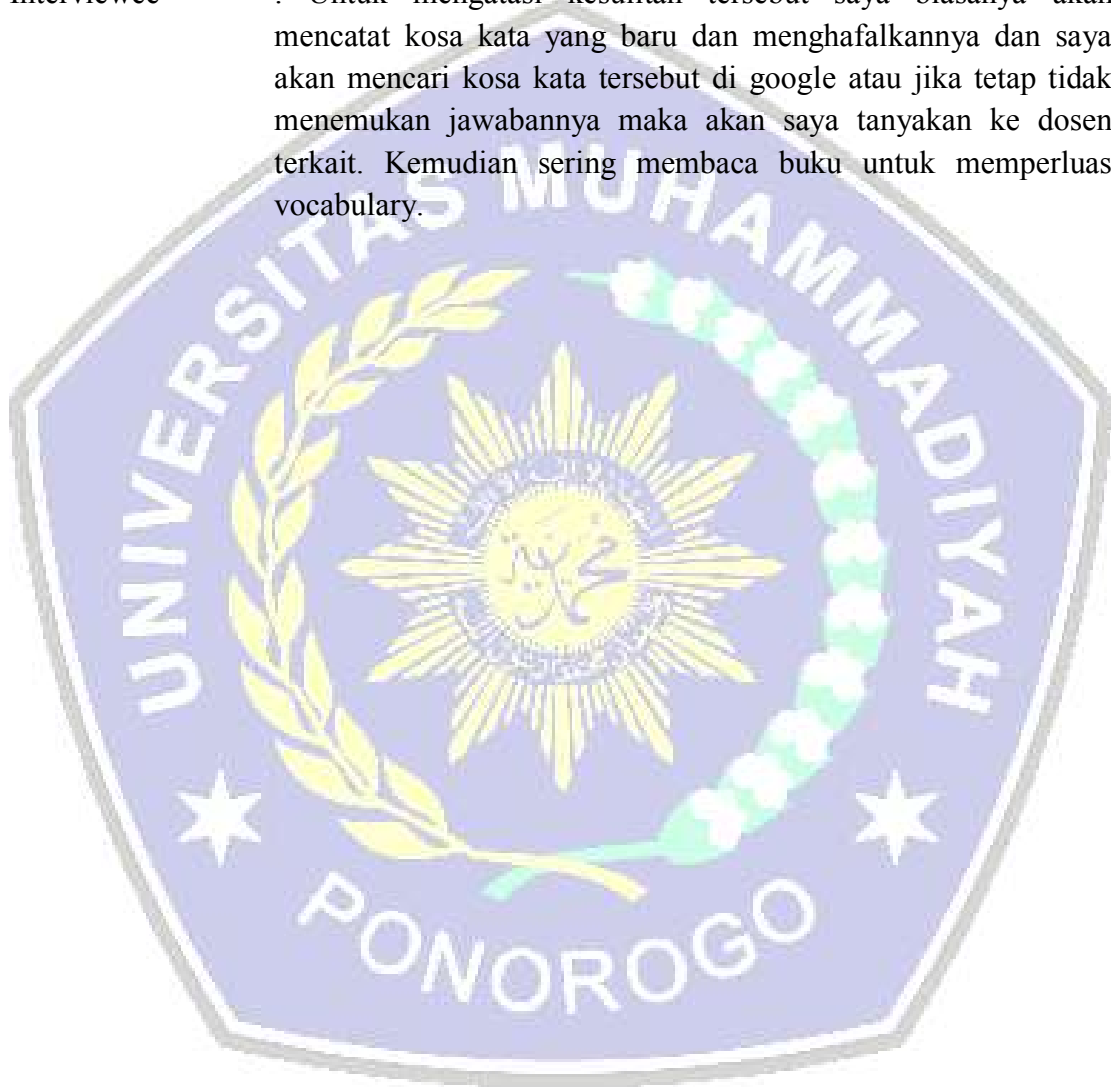 Interviewee : Untuk mengatasi kesulitan tersebut saya biasanya akan
mencatat kosa kata yang baru dan menghafalkannya dan saya
akan mencari kosa kata tersebut di google atau jika tetap tidak
menemukan jawabannya maka akan saya tanyakan ke dosen
terkait. Kemudian sering membaca buku untuk memperluas
vocabulary.
UNIVERSITAS MUHAMMADIYAH
PONOROGO